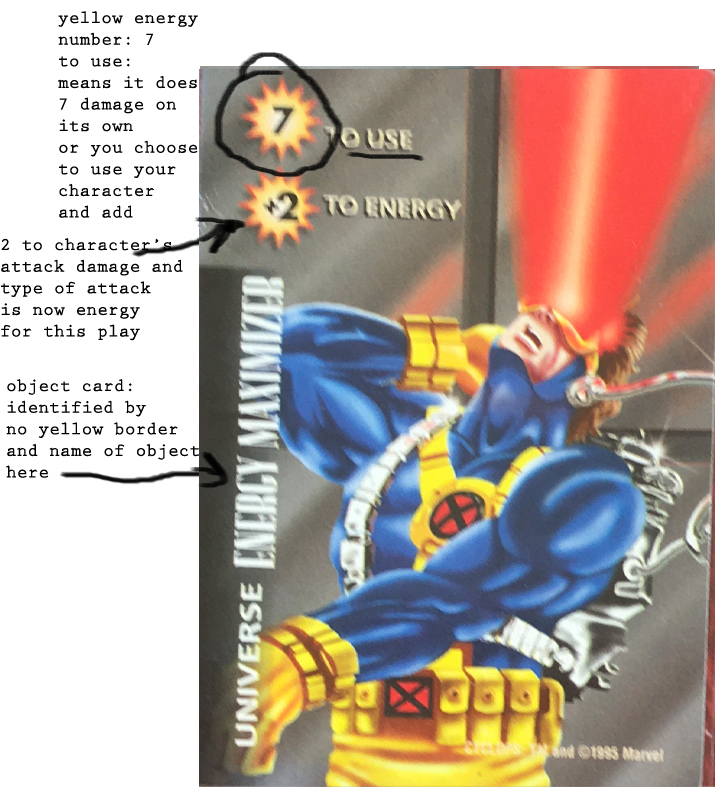 yellow energy
number: 7
to use:
means it does
7 damage on
its own
or you choose
to use your
character
and add
2 to character's
attack damage and
type of attack
is now energy
for this play
object card:
identified by
no yellow border
and name of object
here
7 TO USE
+2 TO ENERGY
UNIVERSE ENERGY MAXIMIZER
CYCLOPS, TM and ©1995 Marvel